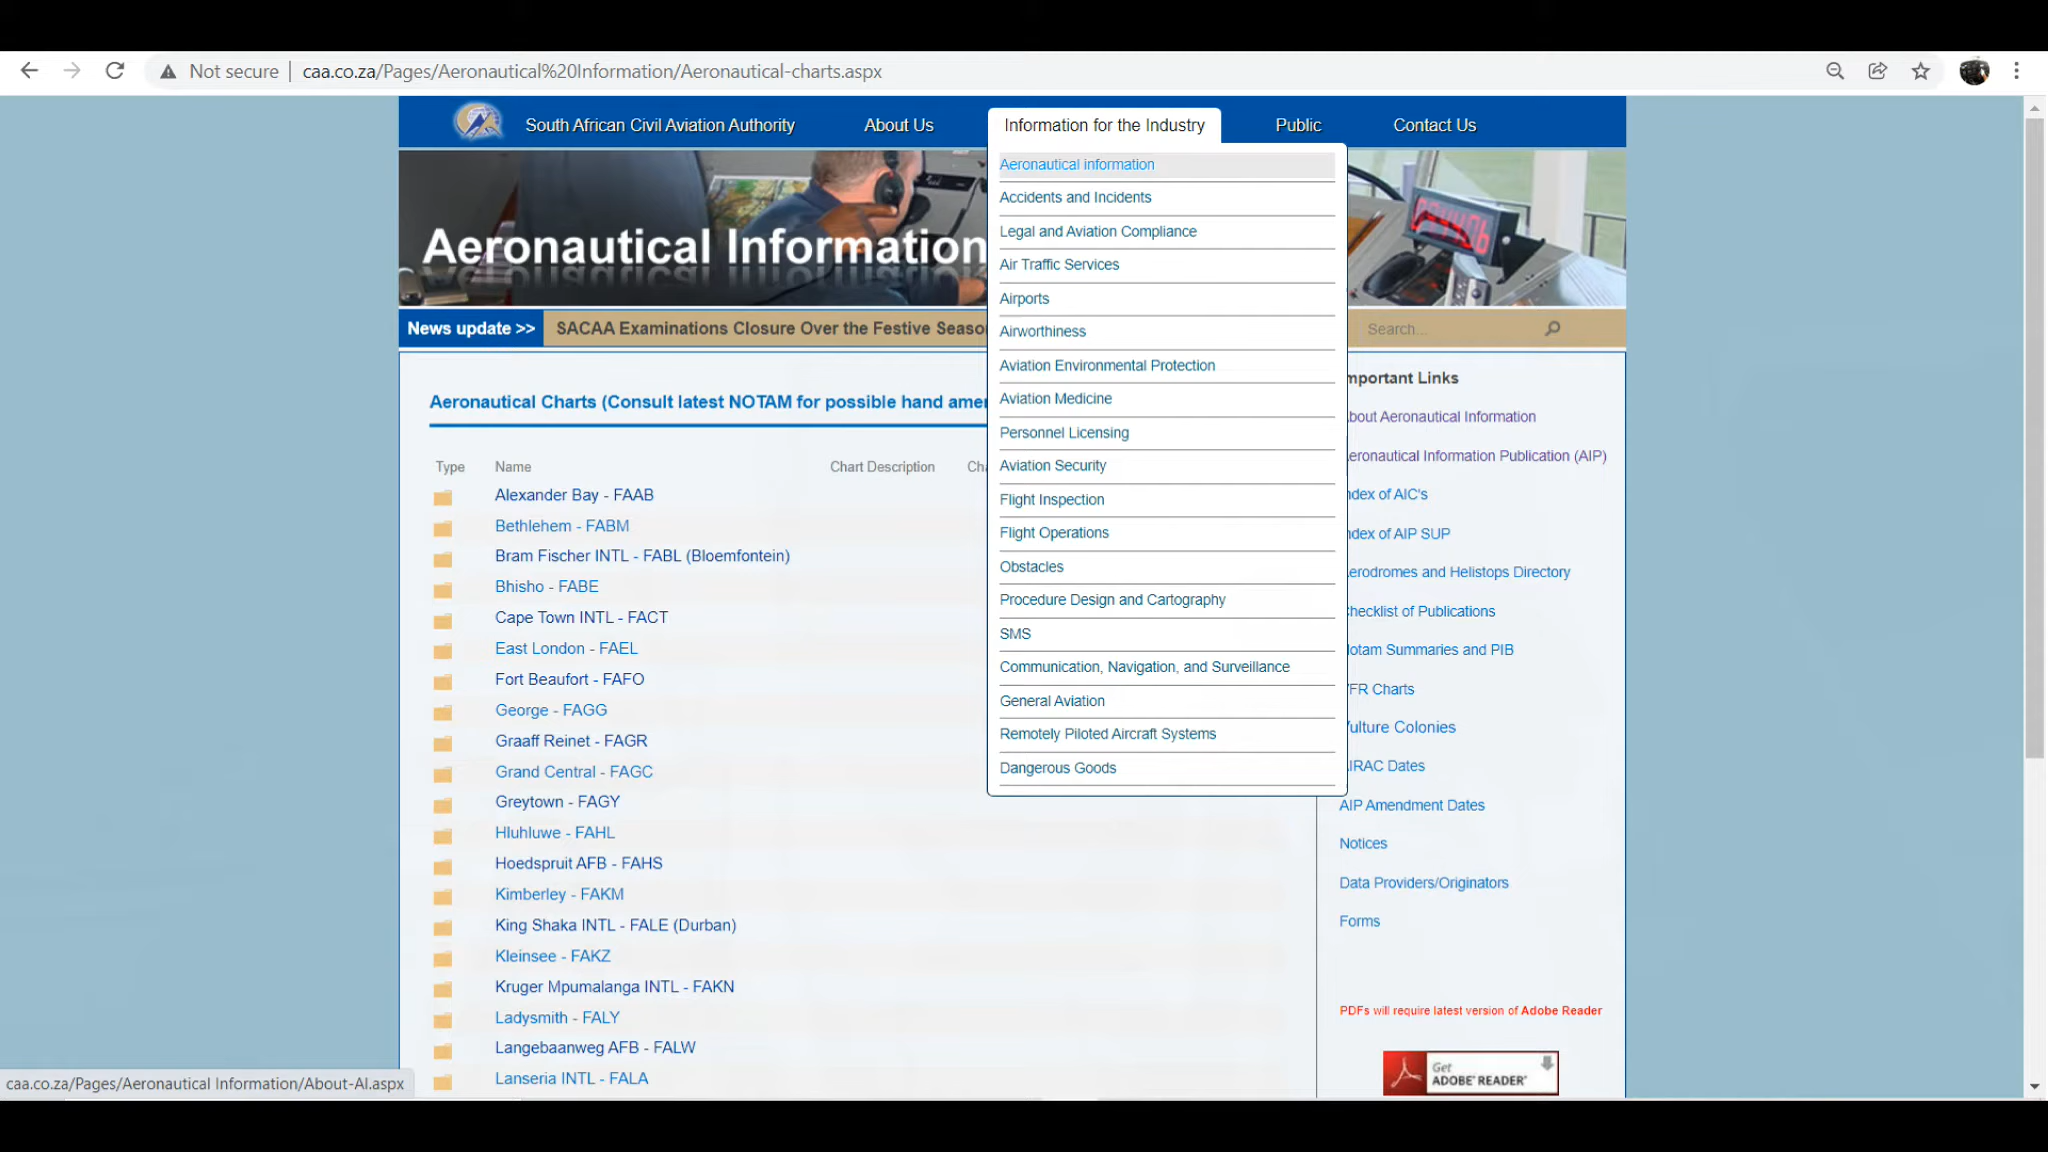 Not secure
caa.co.za/Pages/Aeronautical%20Information/Aeronautical-charts.aspx
South African Civil Aviation Authority
About Us
Information for the Industry
Public
Contact Us
Aeronautical Information
Aeronautical information
Accidents and Incidents
Legal and Aviation Compliance
Air Traffic Services
Airports
Airworthiness
Aviation Environmental Protection
Aviation Medicine
Personnel Licensing
Aviation Security
Flight Inspection
Flight Operations
Obstacles
Procedure Design and Cartography
SMS
Communication, Navigation, and Surveillance
General Aviation
Remotely Piloted Aircraft Systems
Dangerous Goods
News update >>
SACAA Examinations Closure Over the Festive Seaso
Search...
Aeronautical Charts (Consult latest NOTAM for possible hand amen
Type Name Chart Description Cha
Alexander Bay - FAAB
Bethlehem - FABM
Bram Fischer INTL - FABL (Bloemfontein)
Bhisho - FABE
Cape Town INTL - FACT
East London - FAEL
Fort Beaufort - FAFO
George - FAGG
Graaff Reinet - FAGR
Grand Central - FAGC
Greytown - FAGY
Hluhluwe - FAHL
Hoedspruit AFB - FAHS
Kimberley - FAKM
King Shaka INTL - FALE (Durban)
Kleinsee - FAKZ
Kruger Mpumalanga INTL - FAKN
Ladysmith - FALY
Langebaanweg AFB - FALW
Lanseria INTL - FALA
mportant Links
bout Aeronautical Information
eronautical Information Publication (AIP)
ndex of AIC's
ndex of AIP SUP
erodromes and Helistops Directory
hecklist of Publications
otam Summaries and PIB
FR Charts
ulture Colonies
IRAC Dates
AIP Amendment Dates
Notices
Data Providers/Originators
Forms
PDFs will require latest version of Adobe Reader
Get
ADOBE® READER®
caa.co.za/Pages/Aeronautical Information/About-AI.aspx